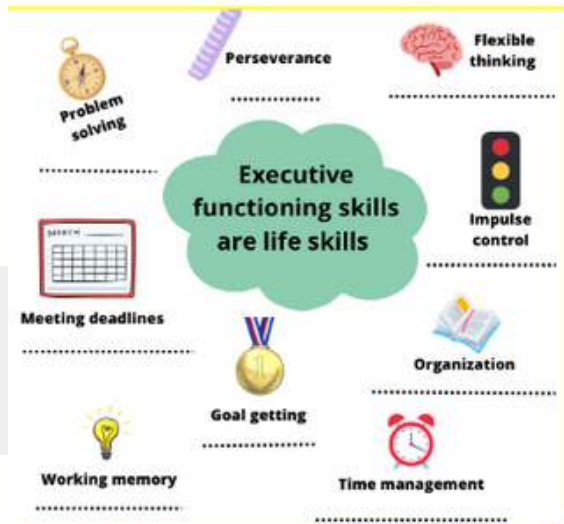 Perseverance
Flexible
thinking
Problem
solving
Executive
functioning skills
are life skills
Impulse
control
Meeting deadlines
Organization
Goal getting
Working memory
Time management